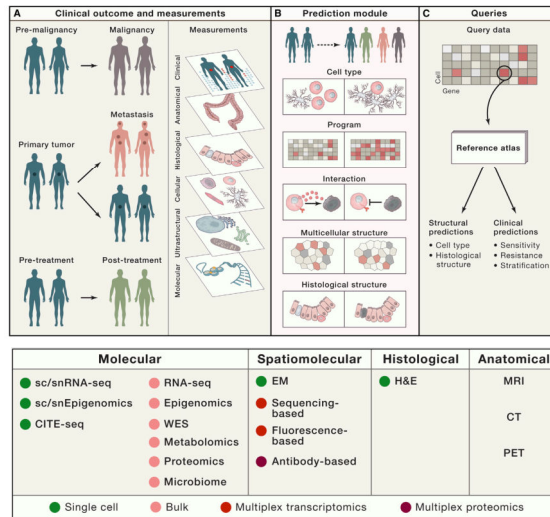 A Clinical outcome and measurements
Pre-malignancy
Malignancy
Metastasis
Primary tumor
Pre-treatment
Post-treatment
Measurements
Clinical
Anatomical
Histological
Cellular
Ultrastructural
Molecular
B Prediction module
Cell type
Program
Interaction
Multicellular structure
Histological structure
C Queries
Query data
Cell
Gene
Reference atlas
Structural
predictions
• Cell type
• Histological
structure
Clinical
predictions
• Sensitivity
• Resistance
• Stratification
Molecular
sc/snRNA-seq
sc/snEpigenomics
CITE-seq
RNA-seq
Epigenomics
WES
Metabolomics
Proteomics
Microbiome
Spatiomolecular
EM
Sequencing-
based
Fluorescence-
based
Antibody-based
Histological
H&E
Anatomical
MRI
CT
PET
Single cell
Bulk
Multiplex transcriptomics
Multiplex proteomics